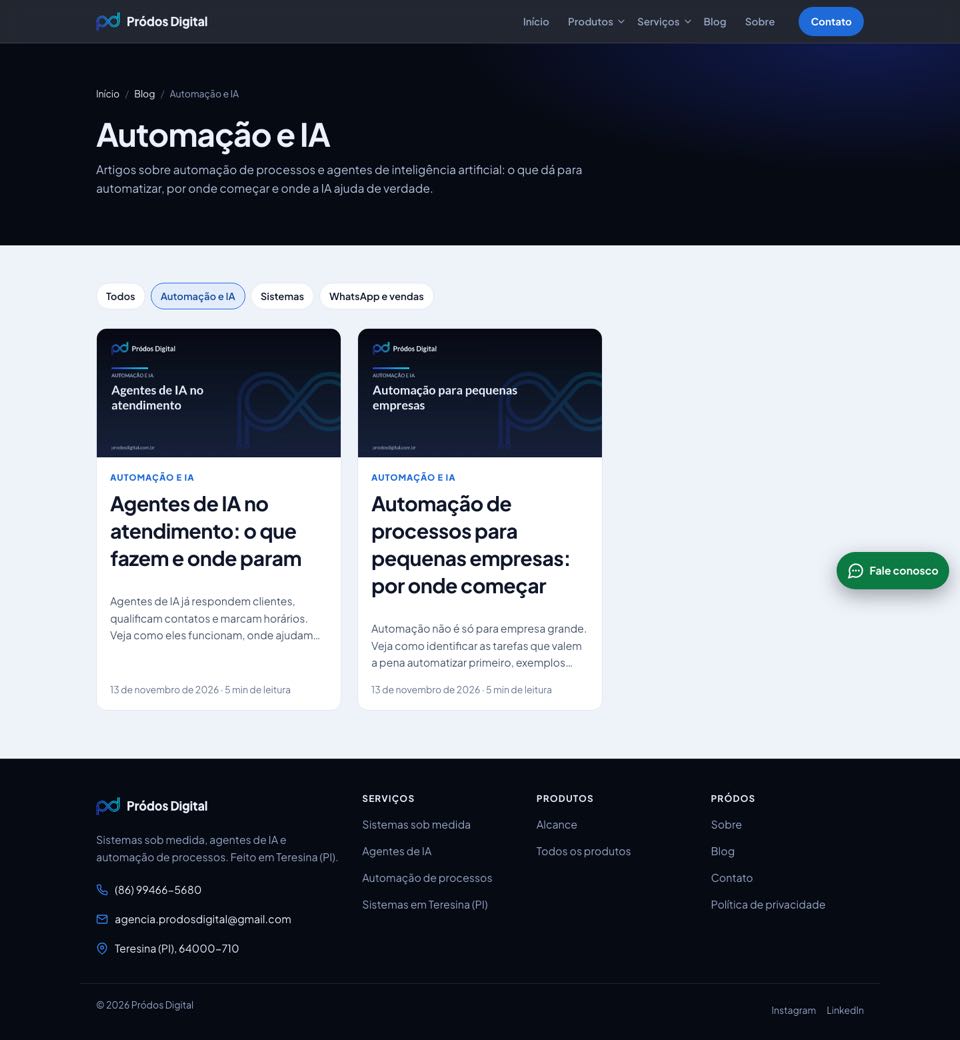 Pródos Digital
Início Produtos Serviços Blog Sobre Contato
Início / Blog / Automação e IA
Automação e IA
Artigos sobre automação de processos e agentes de inteligência artificial: o que dá para
automatizar, por onde começar e onde a IA ajuda de verdade.
Todos Automação e IA Sistemas WhatsApp e vendas
Pródos Digital
AUTOMAÇÃO E IA
Agentes de IA no
atendimento
prodosdigital.com.br
AUTOMAÇÃO E IA
Agentes de IA no
atendimento: o que
fazem e onde param
Agentes de IA já respondem clientes,
qualificam contatos e marcam horários.
Veja como eles funcionam, onde ajudam...
13 de novembro de 2026 · 5 min de leitura
Pródos Digital
AUTOMAÇÃO E IA
Automação para pequenas
empresas
prodosdigital.com.br
AUTOMAÇÃO E IA
Automação de
processos para
pequenas empresas:
por onde começar
Automação não é só para empresa grande.
Veja como identificar as tarefas que valem
a pena automatizar primeiro, exemplos...
13 de novembro de 2026 · 5 min de leitura
Fale conosco
Pródos Digital
Sistemas sob medida, agentes de IA e
automação de processos. Feito em Teresina (PI).
(86) 99466-5680
agencia.prodosdigital@gmail.com
Teresina (PI), 64000-710
SERVIÇOS
Sistemas sob medida
Agentes de IA
Automação de processos
Sistemas em Teresina (PI)
PRODUTOS
Alcance
Todos os produtos
PRÓDOS
Sobre
Blog
Contato
Política de privacidade
© 2026 Pródos Digital
Instagram LinkedIn